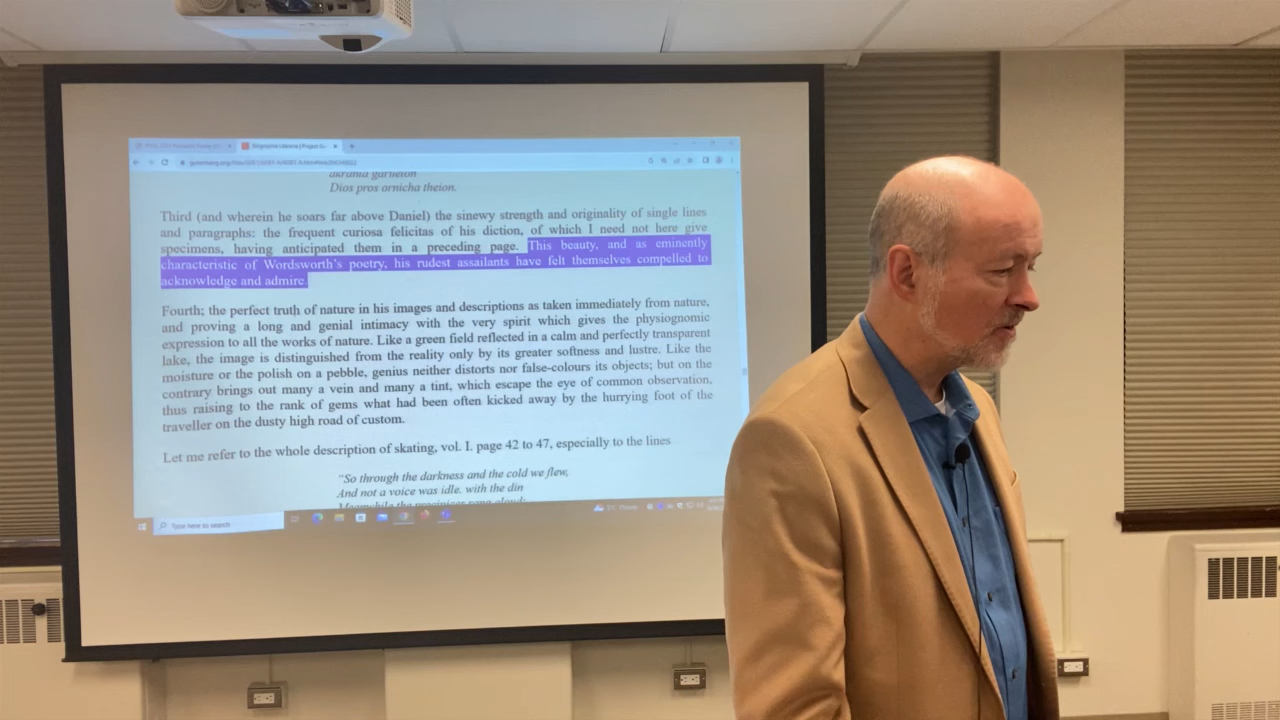 Biographia Literaria | Project Gu
akrania garueion
Dios pros ornicha theion.
Third (and wherein he soars far above Daniel) the sinewy strength and originality of single lines
and paragraphs: the frequent curiosa felicitas of his diction, of which I need not here give
specimens, having anticipated them in a preceding page. This beauty, and as eminently
characteristic of Wordsworth's poetry, his rudest assailants have felt themselves compelled to
acknowledge and admire.
Fourth; the perfect truth of nature in his images and descriptions as taken immediately from nature,
and proving a long and genial intimacy with the very spirit which gives the physiognomic
expression to all the works of nature. Like a green field reflected in a calm and perfectly transparent
lake, the image is distinguished from the reality only by its greater softness and lustre. Like the
moisture or the polish on a pebble, genius neither distorts nor false-colours its objects; but on the
contrary brings out many a vein and many a tint, which escape the eye of common observation,
thus raising to the rank of gems what had been often kicked away by the hurrying foot of the
traveller on the dusty high road of custom.
Let me refer to the whole description of skating, vol. I. page 42 to 47, especially to the lines
"So through the darkness and the cold we flew,
And not a voice was idle. with the din
Meanwhile the precipices rang aloud;
Type here to search